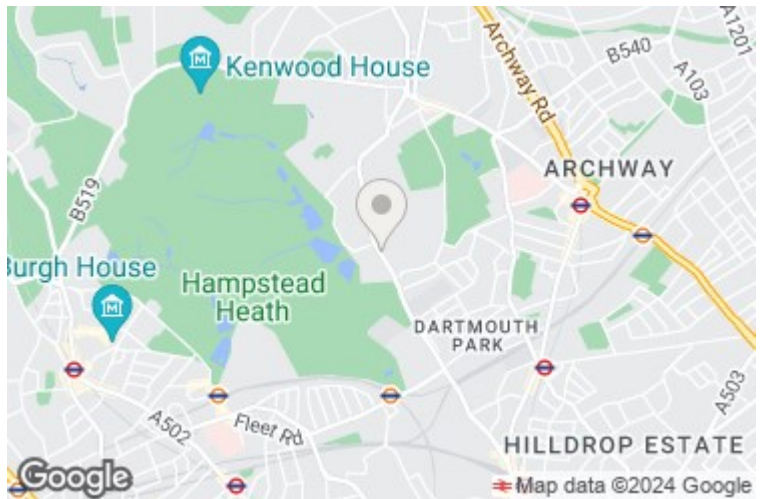 Kenwood House
Archway Rd
B540
A103
A1201
ARCHWAY
B519
Burgh House
Hampstead
Heath
DARTMOUTH
PARK
A503
A502
Fleet Rd
HILLDROP ESTATE
Google
Map data ©2024 Google